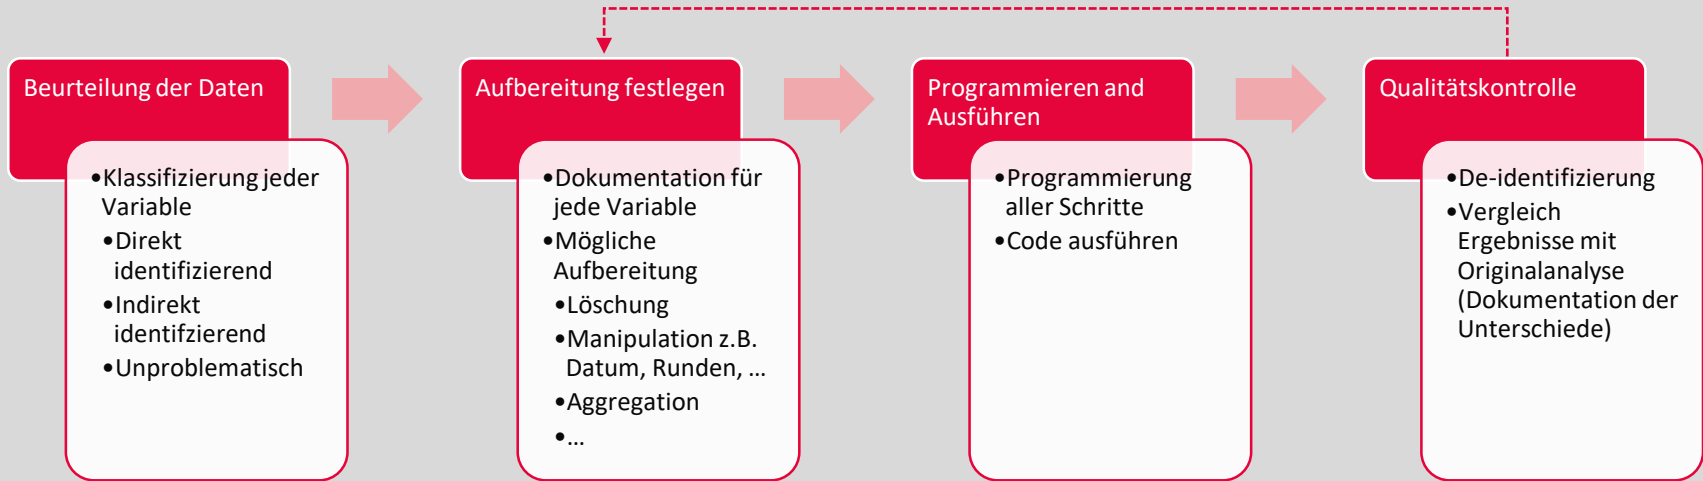 Beurteilung der Daten
•Klassifizierung jeder
Variable
•Direkt
identifizierend
•Indirekt
identifzierend
•Unproblematisch
Aufbereitung festlegen
•Dokumentation für
jede Variable
•Mögliche
Aufbereitung
•Löschung
•Manipulation z.B.
Datum, Runden, …
•Aggregation
•…
Programmieren and
Ausführen
•Programmierung
aller Schritte
•Code ausführen
Qualitätskontrolle
•De-identifizierung
•Vergleich
Ergebnisse mit
Originalanalyse
(Dokumentation der
Unterschiede)